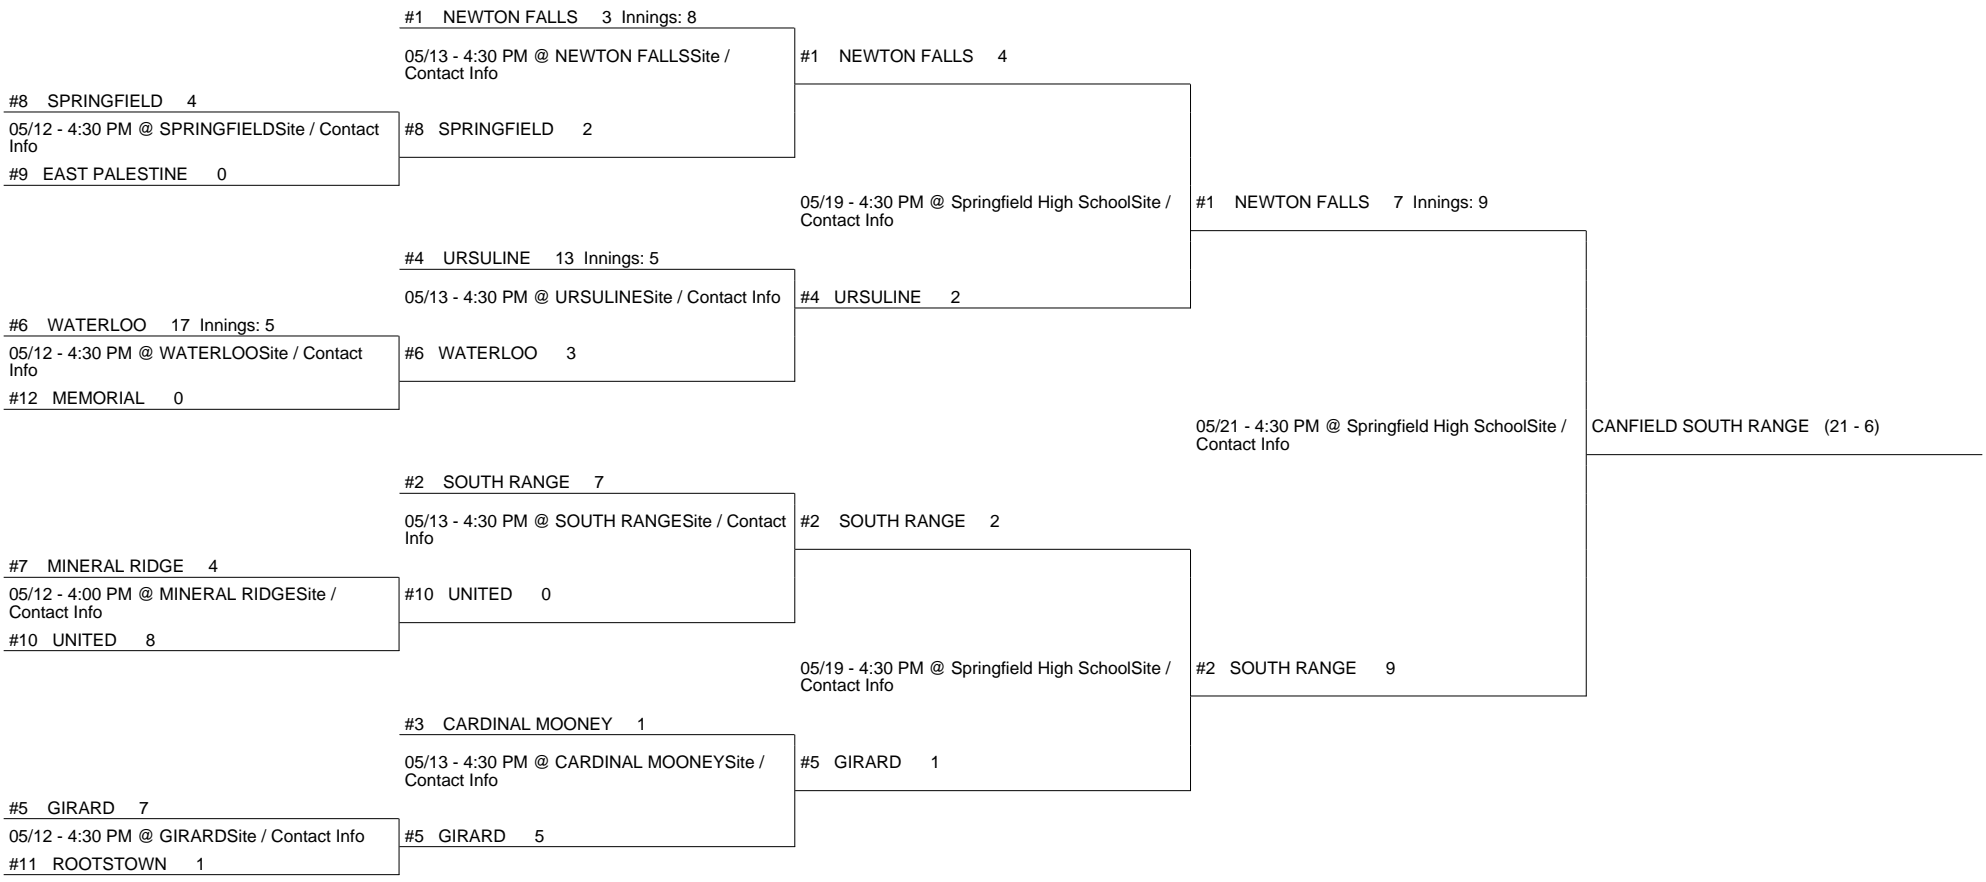 #1 NEWTON FALLS 3 Innings: 8
05/13 - 4:30 PM @ NEWTON FALLSSite /
Contact Info
#1 NEWTON FALLS 4
#8 SPRINGFIELD 4
05/12 - 4:30 PM @ SPRINGFIELDSite / Contact
Info
#8 SPRINGFIELD 2
#9 EAST PALESTINE 0
05/19 - 4:30 PM @ Springfield High SchoolSite /
Contact Info
#1 NEWTON FALLS 7 Innings: 9
#4 URSULINE 13 Innings: 5
05/13 - 4:30 PM @ URSULINESite / Contact Info
#4 URSULINE 2
#6 WATERLOO 17 Innings: 5
05/12 - 4:30 PM @ WATERLOOSite / Contact
Info
#6 WATERLOO 3
#12 MEMORIAL 0
05/21 - 4:30 PM @ Springfield High SchoolSite /
Contact Info
CANFIELD SOUTH RANGE (21 - 6)
#2 SOUTH RANGE 7
05/13 - 4:30 PM @ SOUTH RANGESite / Contact
Info
#2 SOUTH RANGE 2
#7 MINERAL RIDGE 4
05/12 - 4:00 PM @ MINERAL RIDGESite /
Contact Info
#10 UNITED 0
#10 UNITED 8
05/19 - 4:30 PM @ Springfield High SchoolSite /
Contact Info
#2 SOUTH RANGE 9
#3 CARDINAL MOONEY 1
05/13 - 4:30 PM @ CARDINAL MOONEYSite /
Contact Info
#5 GIRARD 1
#5 GIRARD 7
05/12 - 4:30 PM @ GIRARDSite / Contact Info
#5 GIRARD 5
#11 ROOTSTOWN 1